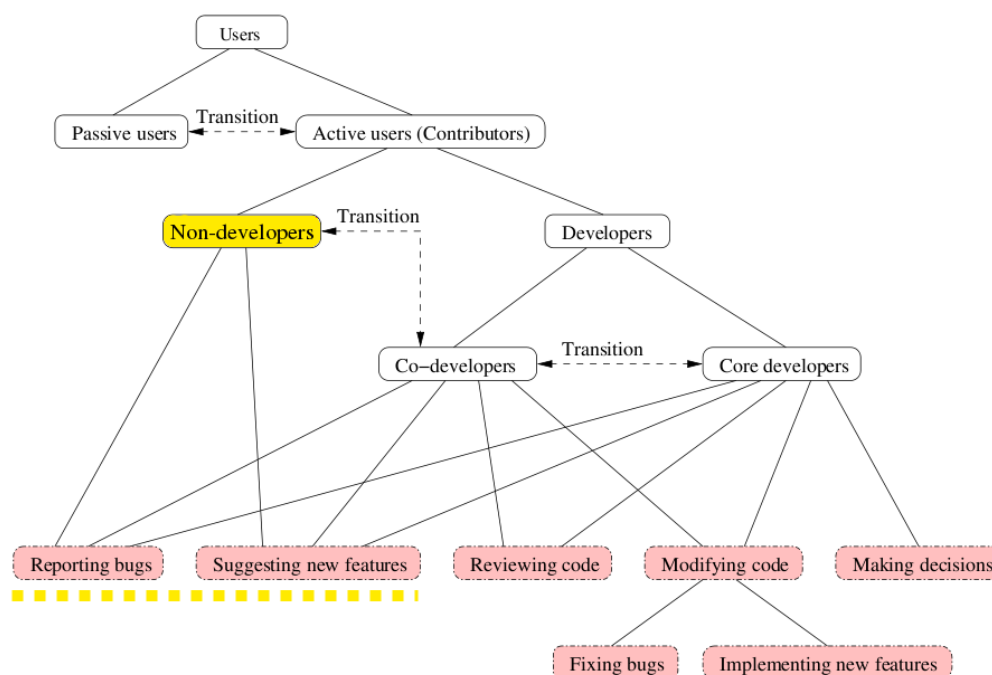 Users
Transition
Passive users
Active users (Contributors)
Transition
Non-developers
Developers
Transition
Co−developers
Core developers
Reporting bugs
Suggesting new features
Reviewing code
Modifying code
Making decisions
Fixing bugs
Implementing new features